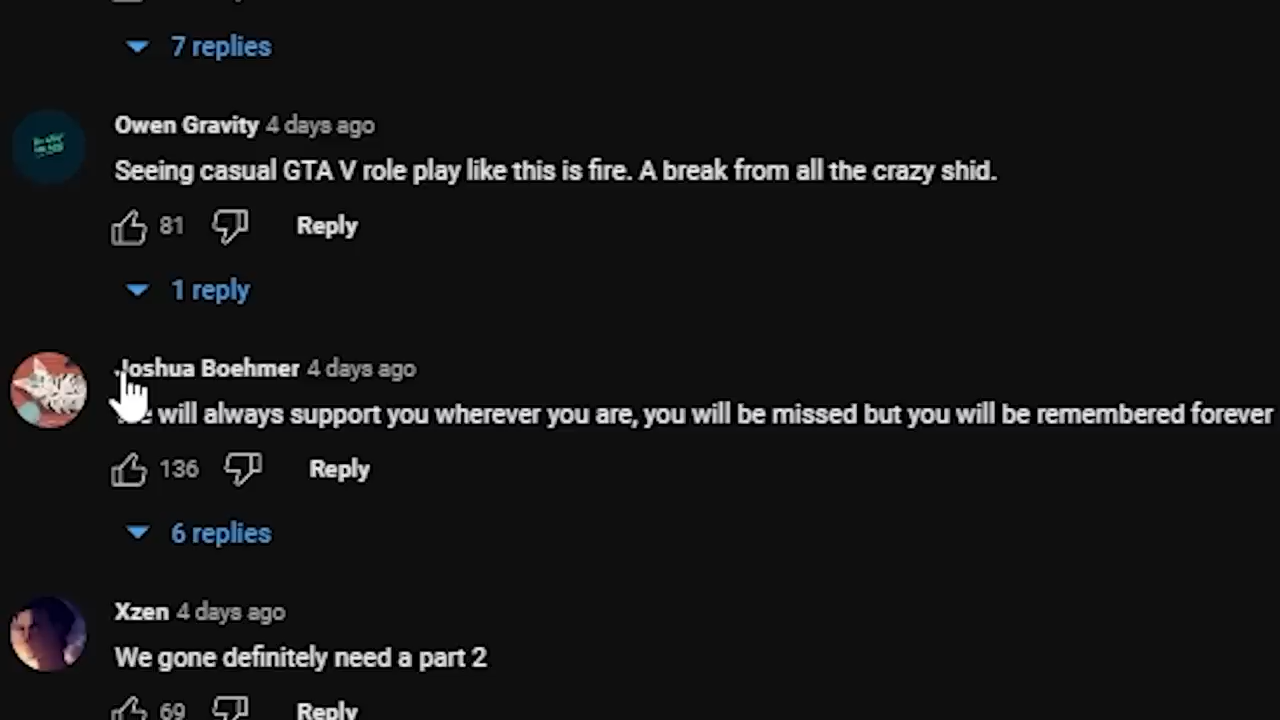 7 replies
Owen Gravity 4 days ago
Seeing casual GTA V role play like this is fire. A break from all the crazy shid.
81 Reply
1 reply
Joshua Boehmer 4 days ago
will always support you wherever you are, you will be missed but you will be remembered forever
136 Reply
6 replies
Xzen 4 days ago
We gone definitely need a part 2
69 Reply